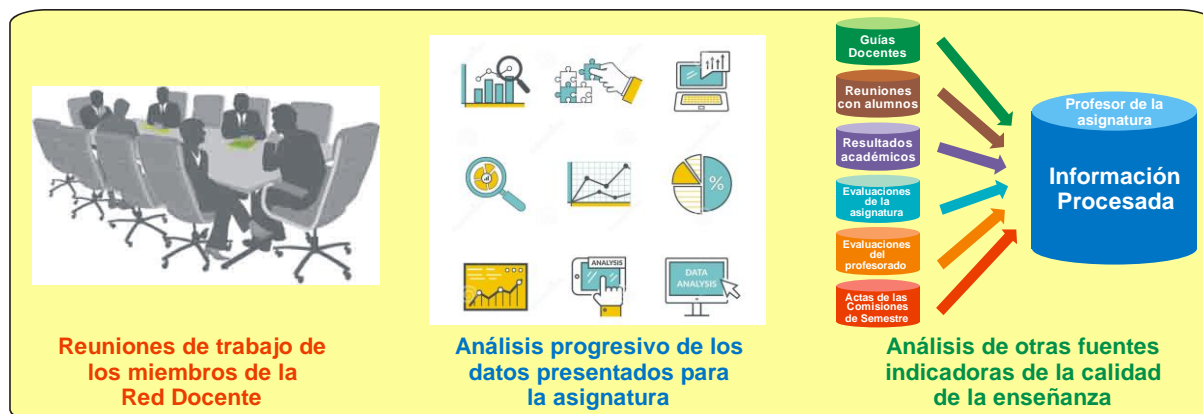 Guías
Docentes
Reuniones
con alumnos
Resultados
académicos
Evaluaciones
de la
asignatura
Evaluaciones
del
profesorado
Actas de las
Comisiones
de Semestre
Profesor de la
asignatura
Información
Procesada
%
ANALYSIS
DATA
ANALYSIS
Reuniones de trabajo de
los miembros de la
Red Docente
Análisis progresivo de los
datos presentados para
la asignatura
Análisis de otras fuentes
indicadoras de la calidad
de la enseñanza